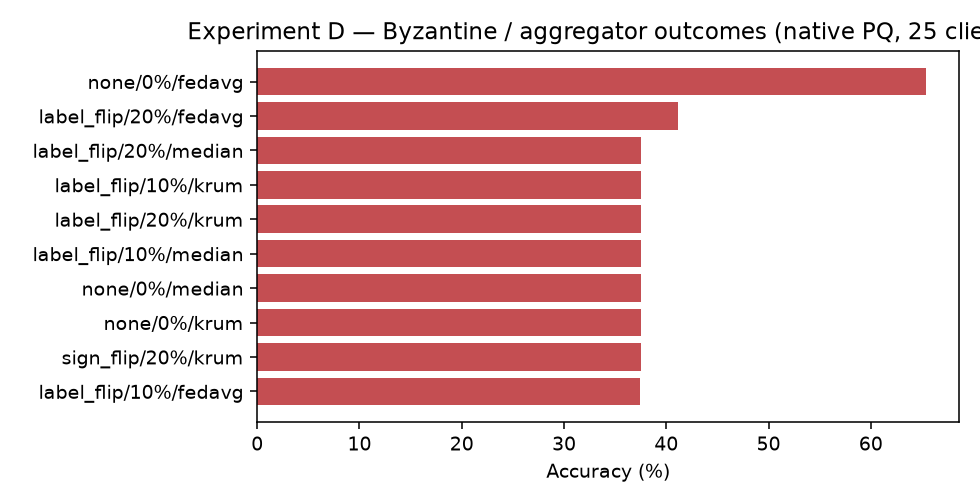 Experiment D — Byzantine / aggregator outcomes (native PQ, 25 clie
none/0%/fedavg
label_flip/20%/fedavg
label_flip/20%/median
label_flip/10%/krum
label_flip/20%/krum
label_flip/10%/median
none/0%/median
none/0%/krum
sign_flip/20%/krum
label_flip/10%/fedavg
0 10 20 30 40 50 60
Accuracy (%)